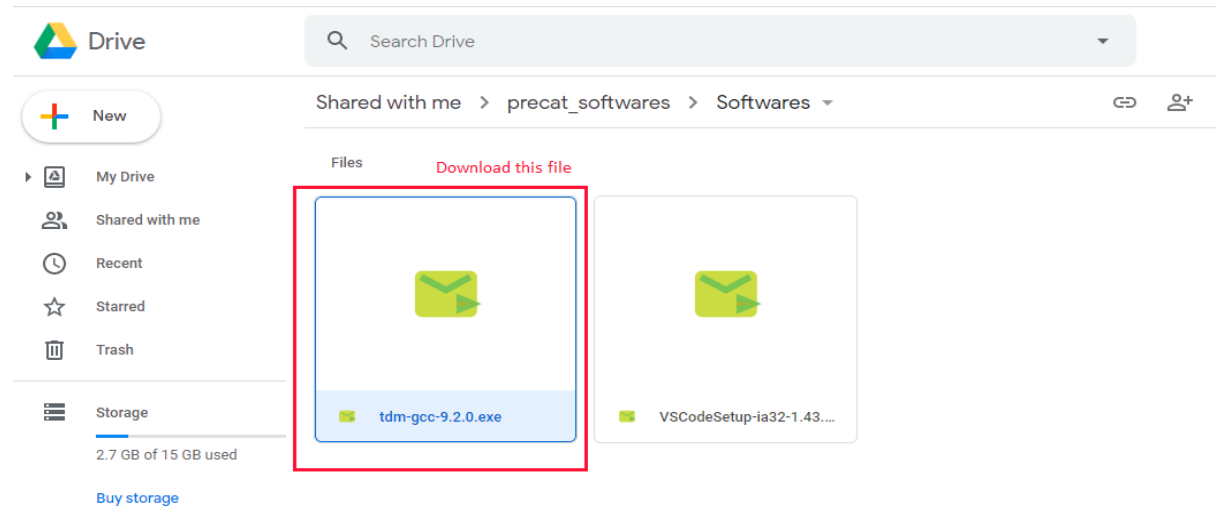 Drive
Search Drive
New
Shared with me > precat_softwares > Softwares
My Drive
Shared with me
Recent
Starred
Trash
Storage
2.7 GB of 15 GB used
Buy storage
Files
Download this file
tdm-gcc-9.2.0.exe
VSCodeSetup-ia32-1.43....